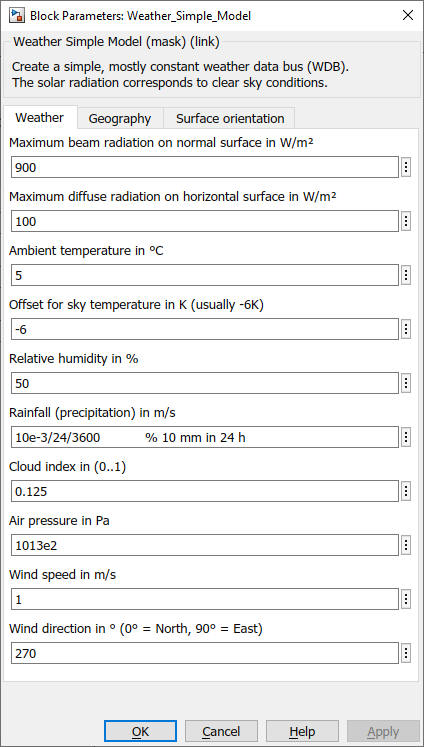 Block Parameters: Weather_Simple_Model
Weather Simple Model (mask) (link)
Create a simple, mostly constant weather data bus (WDB).
The solar radiation corresponds to clear sky conditions.
Weather Geography Surface orientation
Maximum beam radiation on normal surface in W/m²
900
Maximum diffuse radiation on horizontal surface in W/m²
100
Ambient temperature in ºC
5
Offset for sky temperature in K (usually -6K)
-6
Relative humidity in %
50
Rainfall (precipitation) in m/s
10e-3/24/3600 % 10 mm in 24 h
Cloud index in (0..1)
0.125
Air pressure in Pa
1013e2
Wind speed in m/s
1
Wind direction in º (0º = North, 90º = East)
270
OK Cancel Help Apply